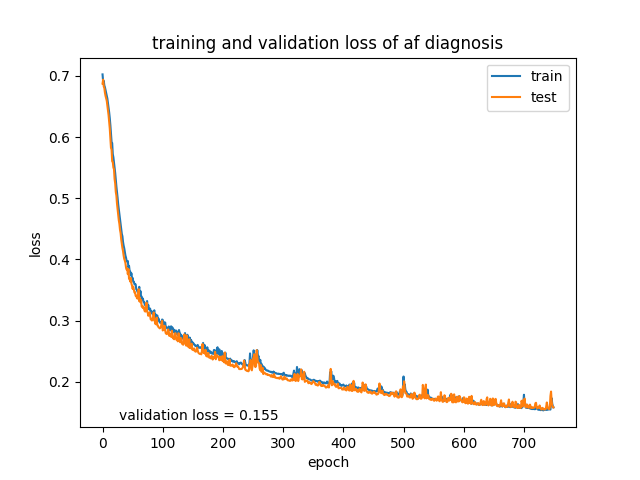 training and validation loss of af diagnosis
train
test
0.7
0.6
0.5
0.4
0.3
0.2
loss
validation loss = 0.155
0 100 200 300 400 500 600 700
epoch